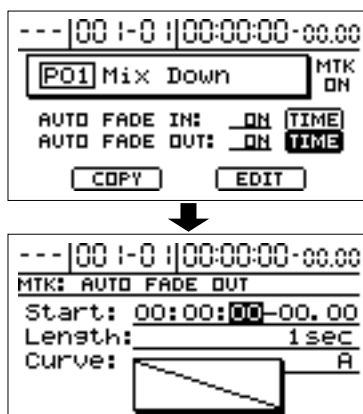 ---|001-01|00:00:00-00.00
P01 Mix Down
MTK
ON
AUTO FADE IN: ON TIME
AUTO FADE OUT: ON TIME
COPY EDIT
---|001-01|00:00:00-00.00
MTK: AUTO FADE OUT
Start: 00:00:00-00.00
Length: 1sec
Curve: A